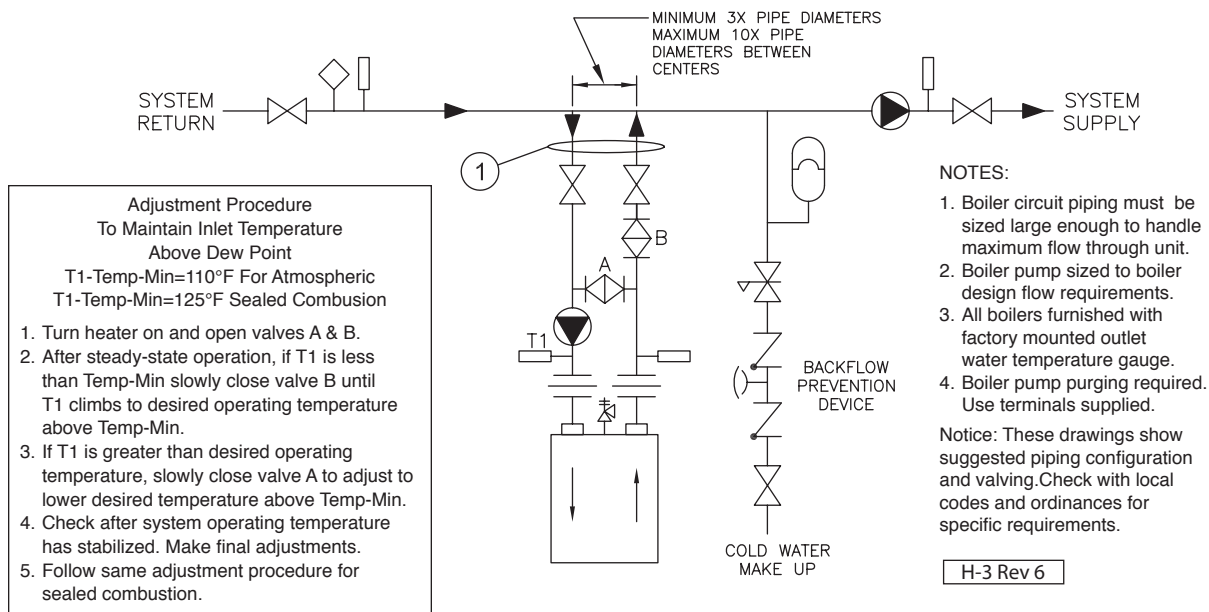 MINIMUM 3X PIPE DIAMETERS
MAXIMUM 10X PIPE
DIAMETERS BETWEEN
CENTERS
SYSTEM
RETURN
SYSTEM
SUPPLY
1
B
A
T1
BACKFLOW
PREVENTION
DEVICE
COLD WATER
MAKE UP
Adjustment Procedure
To Maintain Inlet Temperature
Above Dew Point
T1-Temp-Min=110°F For Atmospheric
T1-Temp-Min=125°F Sealed Combusion
1. Turn heater on and open valves A & B.
2. After steady-state operation, if T1 is less
than Temp-Min slowly close valve B until
T1 climbs to desired operating temperature
above Temp-Min.
3. If T1 is greater than desired operating
temperature, slowly close valve A to adjust to
lower desired temperature above Temp-Min.
4. Check after system operating temperature
has stabilized. Make final adjustments.
5. Follow same adjustment procedure for
sealed combustion.
NOTES:
1. Boiler circuit piping must be
sized large enough to handle
maximum flow through unit.
2. Boiler pump sized to boiler
design flow requirements.
3. All boilers furnished with
factory mounted outlet
water temperature gauge.
4. Boiler pump purging required.
Use terminals supplied.
Notice: These drawings show
suggested piping configuration
and valving.Check with local
codes and ordinances for
specific requirements.
H-3 Rev 6